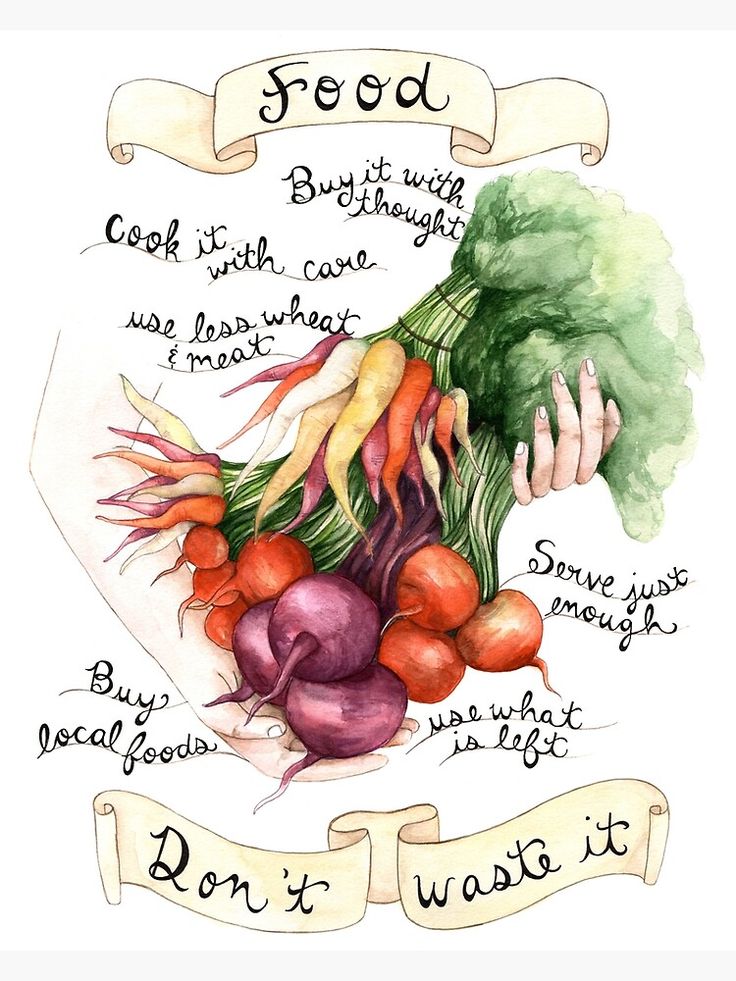 Food
Buy it with
thought
Cook it
with care
use less wheat
& meat
Serve just
enough
Buy
local foods
use what
is left
Don't waste it